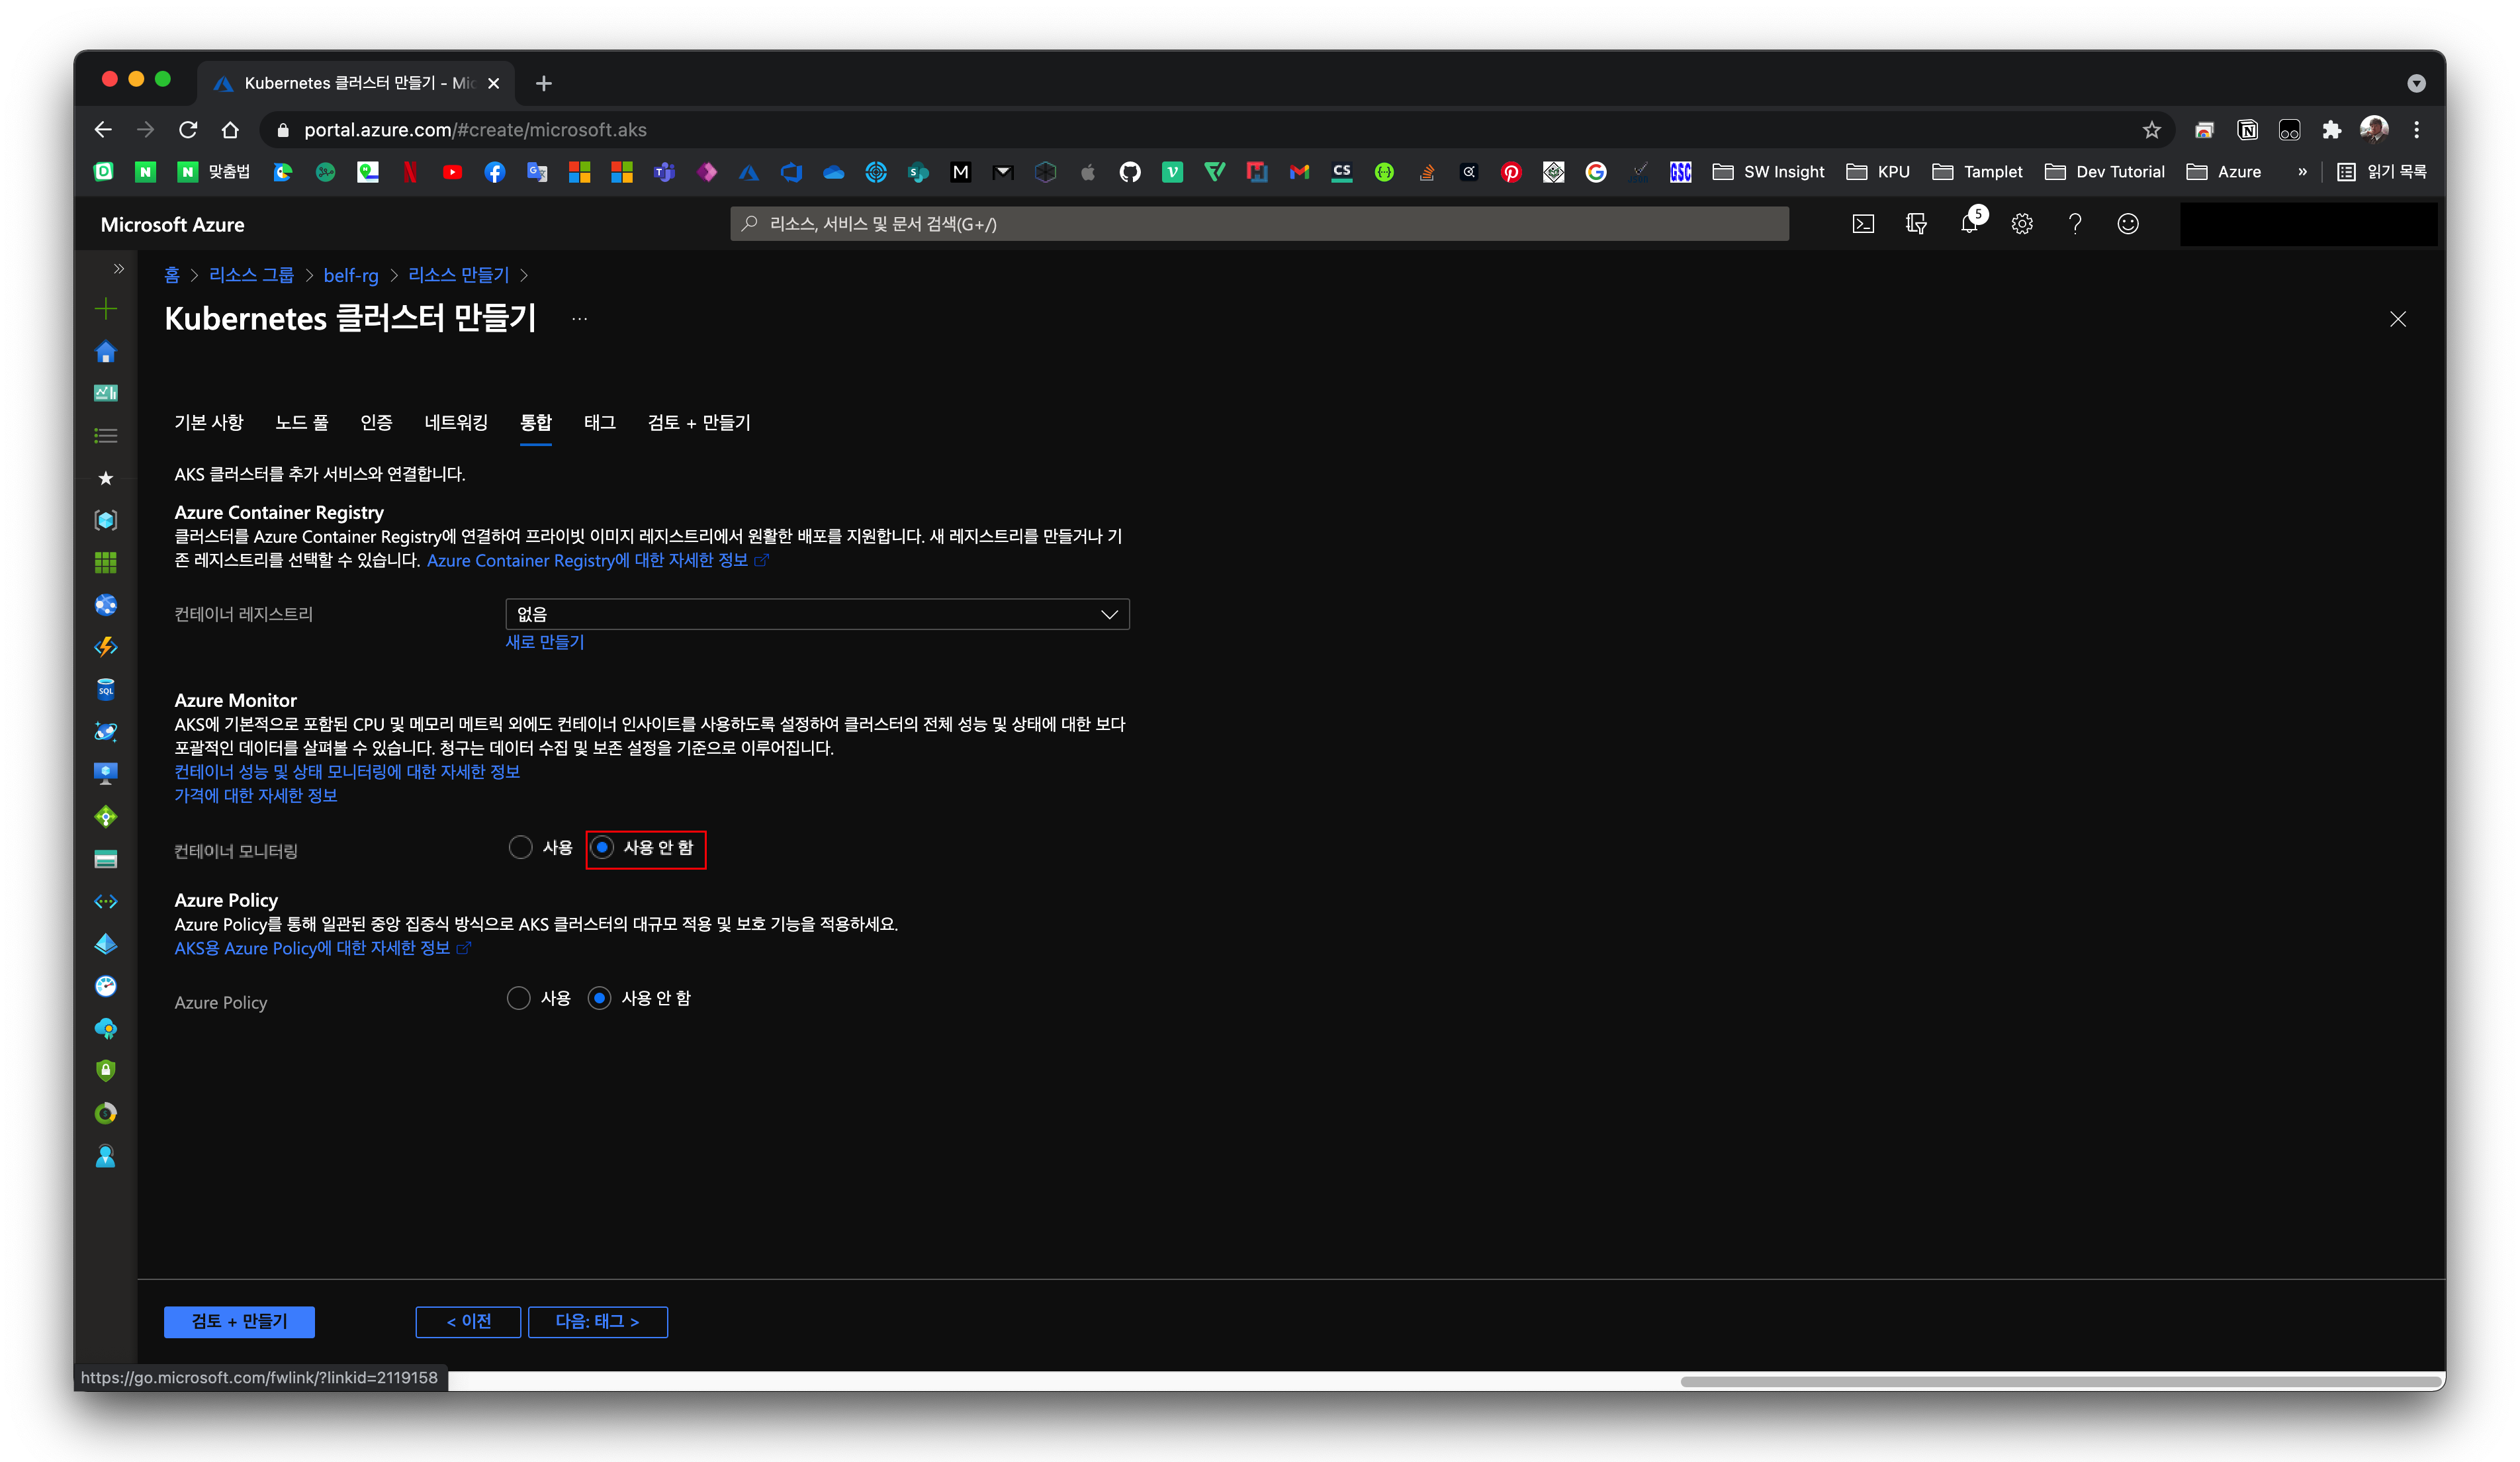 Kubernetes 클러스터 만들기 - Mic
portal.azure.com/#create/microsoft.aks
맞춤법
SW Insight
KPU
Tamplet
Dev Tutorial
Azure
»
읽기 목록
Microsoft Azure
리소스, 서비스 및 문서 검색(G+/)
5
홈 > 리소스 그룹 > belf-rg > 리소스 만들기 >
Kubernetes 클러스터 만들기 ...
기본 사항 노드 풀 인증 네트워킹 통합 태그 검토 + 만들기
AKS 클러스터를 추가 서비스와 연결합니다.
Azure Container Registry
클러스터를 Azure Container Registry에 연결하여 프라이빗 이미지 레지스트리에서 원활한 배포를 지원합니다. 새 레지스트리를 만들거나 기
존 레지스트리를 선택할 수 있습니다. Azure Container Registry에 대한 자세한 정보
컨테이너 레지스트리
없음
새로 만들기
Azure Monitor
AKS에 기본적으로 포함된 CPU 및 메모리 메트릭 외에도 컨테이너 인사이트를 사용하도록 설정하여 클러스터의 전체 성능 및 상태에 대한 보다
포괄적인 데이터를 살펴볼 수 있습니다. 청구는 데이터 수집 및 보존 설정을 기준으로 이루어집니다.
컨테이너 성능 및 상태 모니터링에 대한 자세한 정보
가격에 대한 자세한 정보
컨테이너 모니터링
사용
사용 안 함
Azure Policy
Azure Policy를 통해 일관된 중앙 집중식 방식으로 AKS 클러스터의 대규모 적용 및 보호 기능을 적용하세요.
AKS용 Azure Policy에 대한 자세한 정보
Azure Policy
사용
사용 안 함
검토 + 만들기
< 이전
다음: 태그 >
https://go.microsoft.com/fwlink/?linkid=2119158